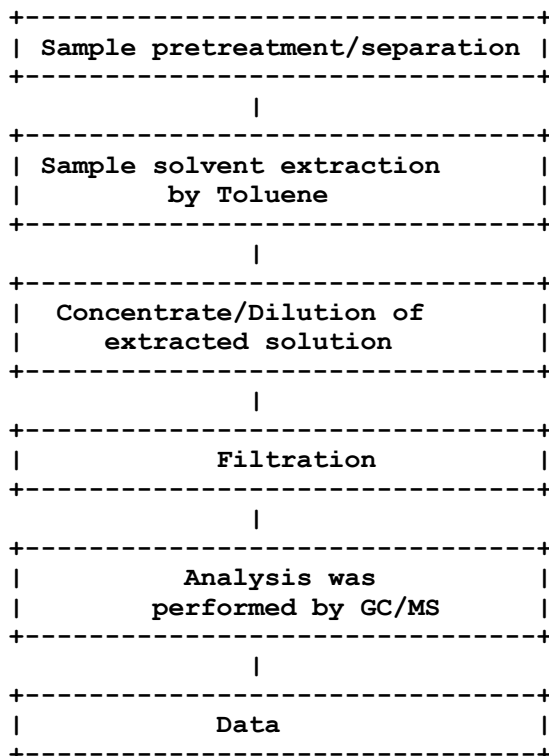 Sample pretreatment/separation
Sample solvent extraction
by Toluene
Concentrate/Dilution of
extracted solution
Filtration
Analysis was
performed by GC/MS
Data